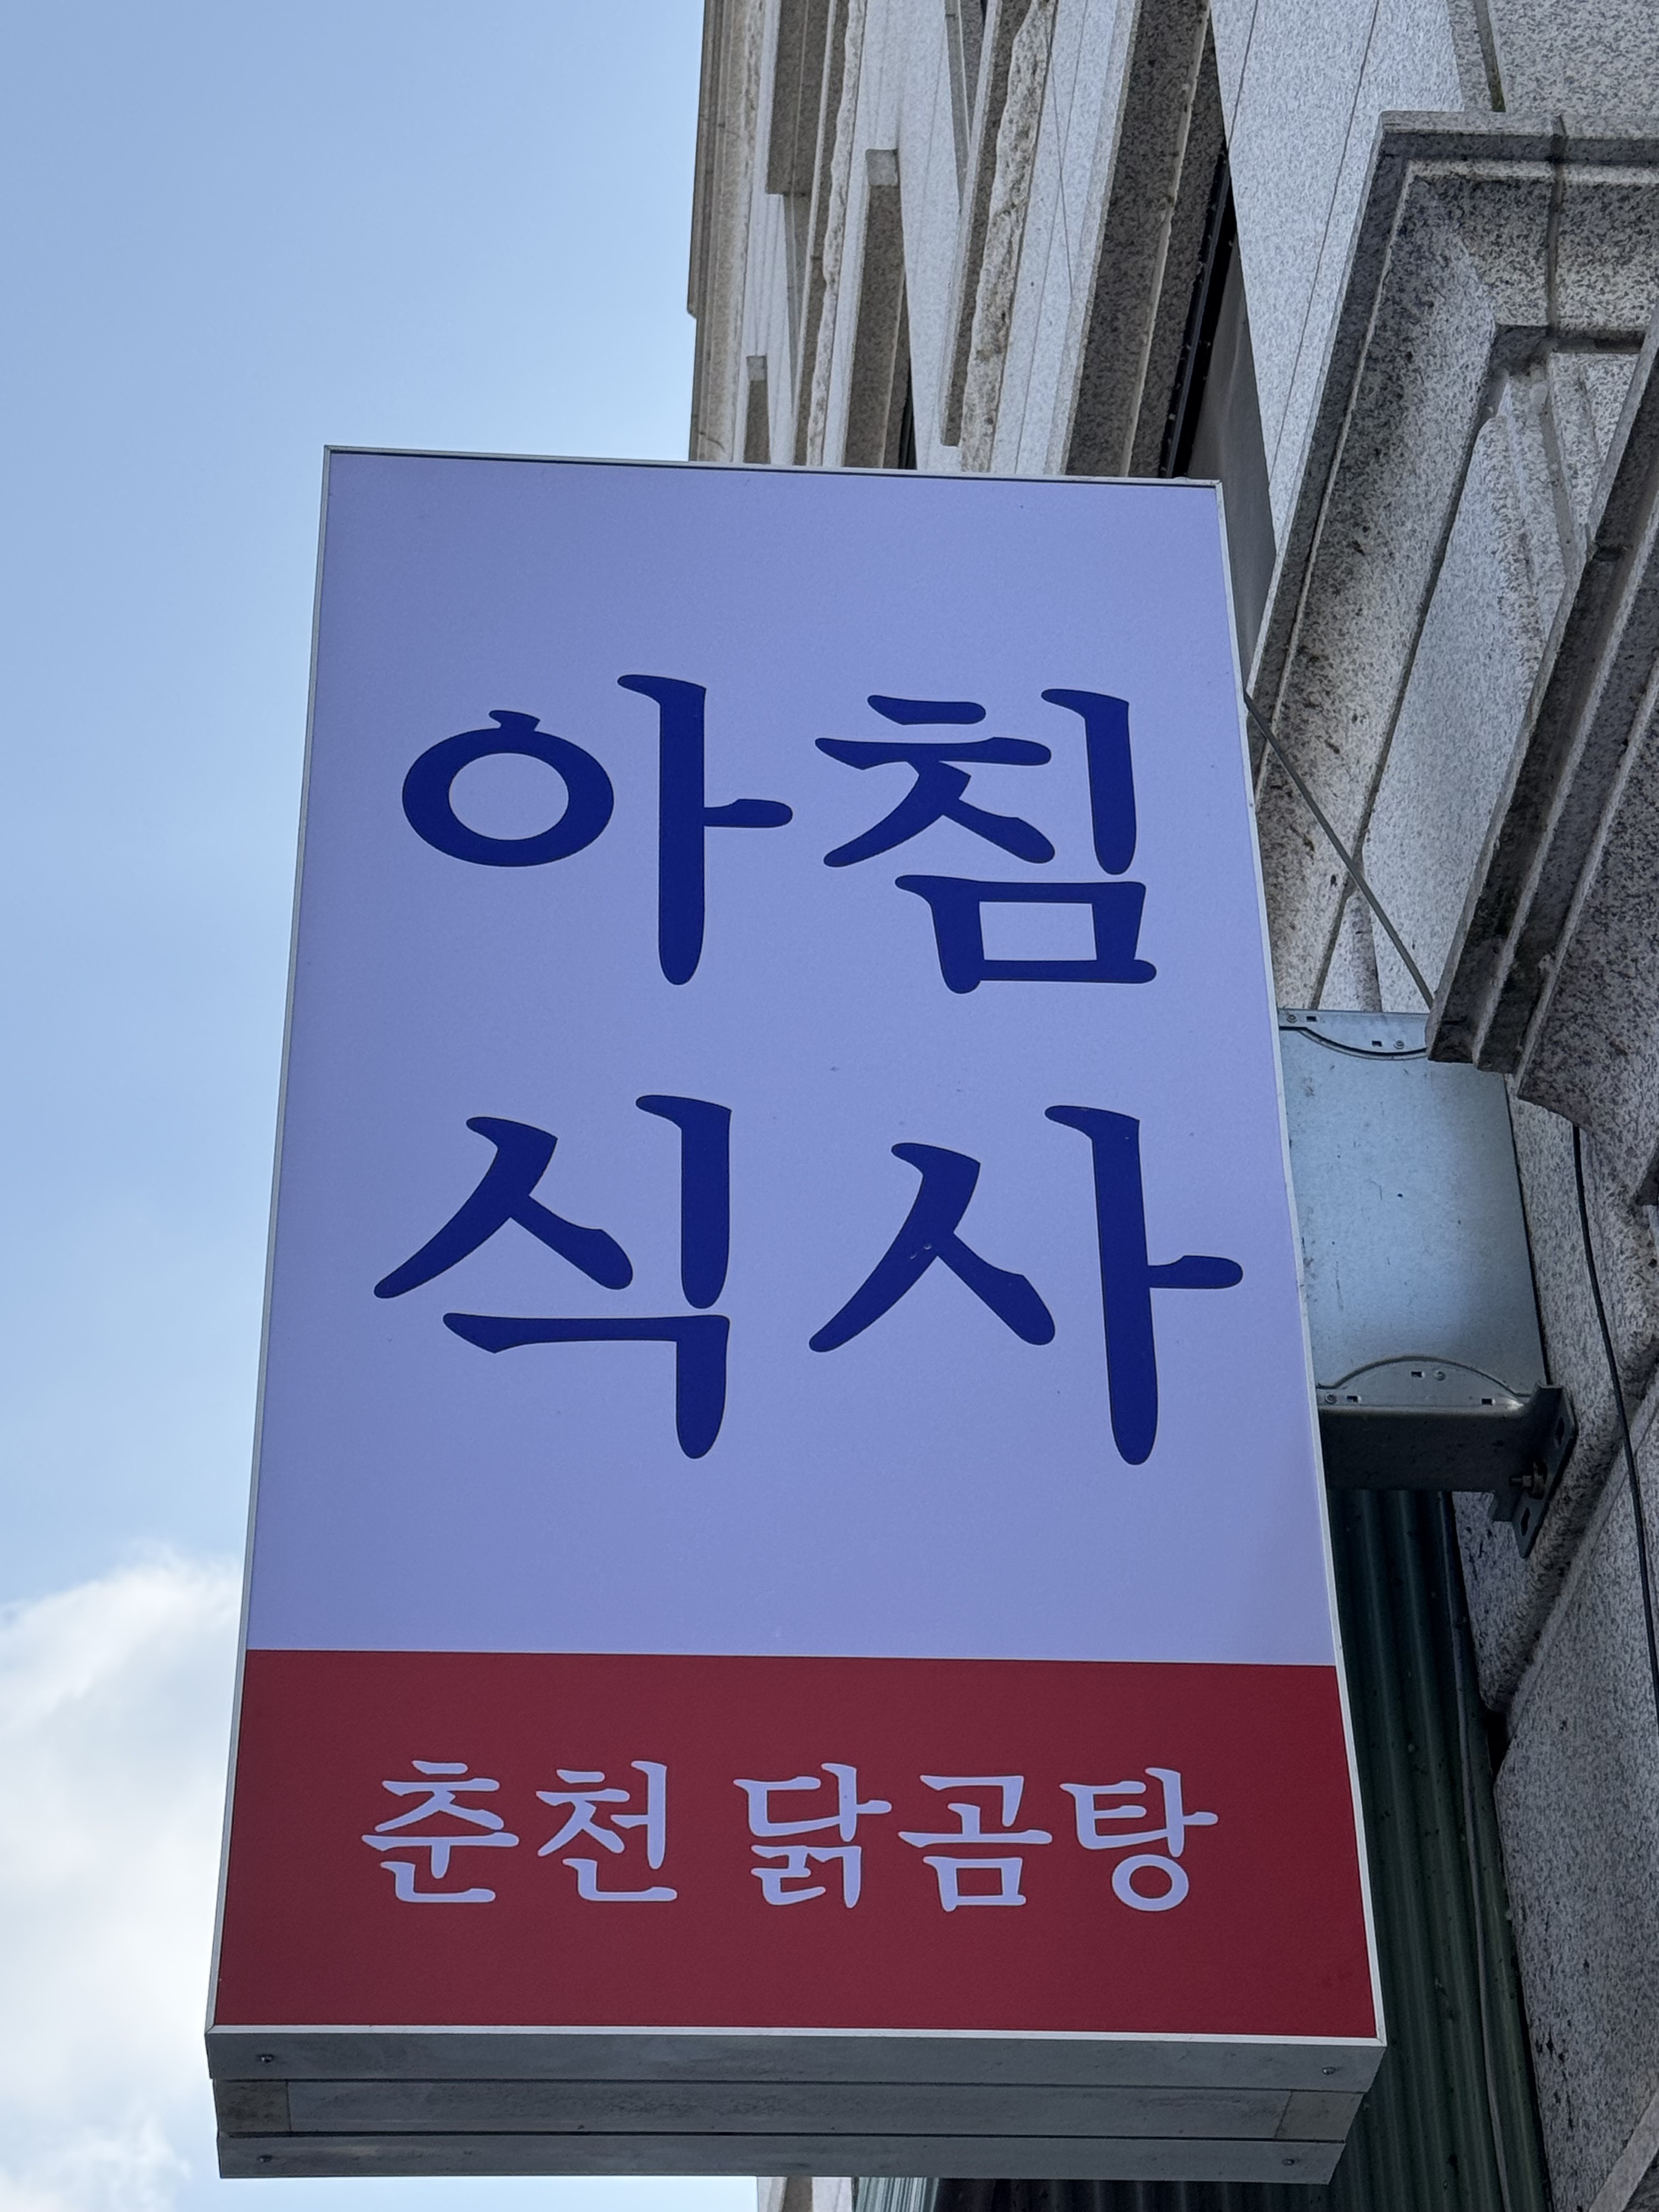 아침
식사
춘천 닭곰탕